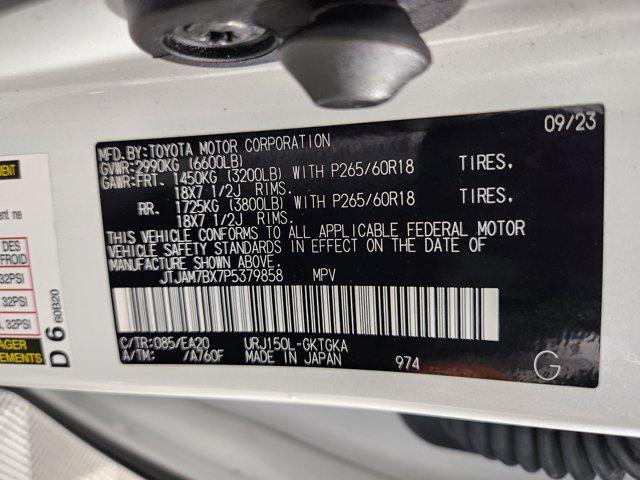 09/23
MFD.BY:TOYOTA MOTOR CORPORATION
GVWR:2990KG (6600LB)
GAWR:FRT. 1450KG (3200LB) WITH P265/60R18 TIRES.
18X7 1/2J RIMS.
RR. 1725KG (3800LB) WITH P265/60R18 TIRES.
18X7 1/2J RIMS.
THIS VEHICLE CONFORMS TO ALL APPLICABLE FEDERAL MOTOR
VEHICLE SAFETY STANDARDS IN EFFECT ON THE DATE OF
MANUFACTURE SHOWN ABOVE.
JTJAM7BX7P5379858 MPV
C/TR:085/EA20 URJ150L-GKTGKA
A/TM: /A760F MADE IN JAPAN 974 G
DES
32PSI
32PSI
32PSI
D 6 60B20